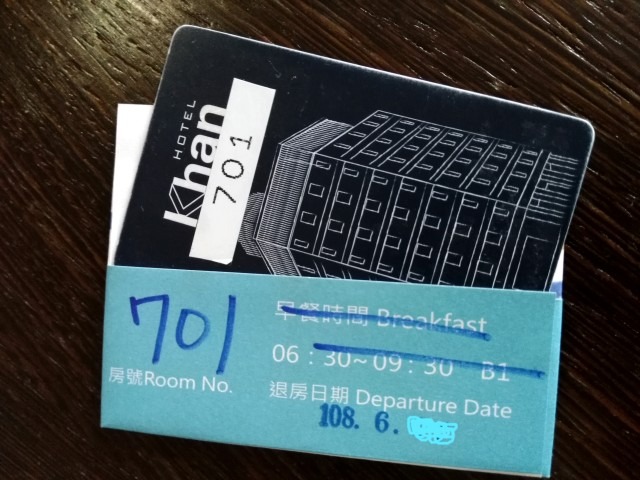 HOTEL
Khan
701
701
房號Room No.
早餐時間 Breakfast
06：30~09：30 B1
退房日期 Departure Date
108. 6.